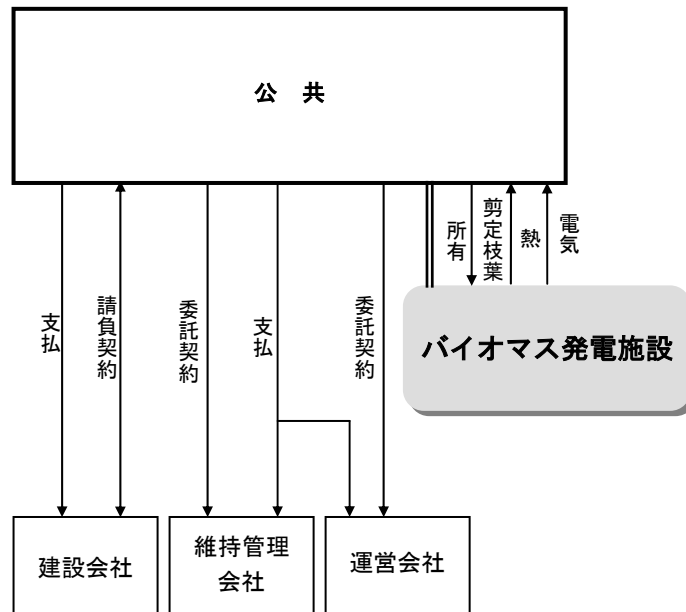 公 共
支払
請負契約
委託契約
支払
委託契約
所有
剪定枝葉
熱
電気
バイオマス発電施設
建設会社
維持管理
会社
運営会社